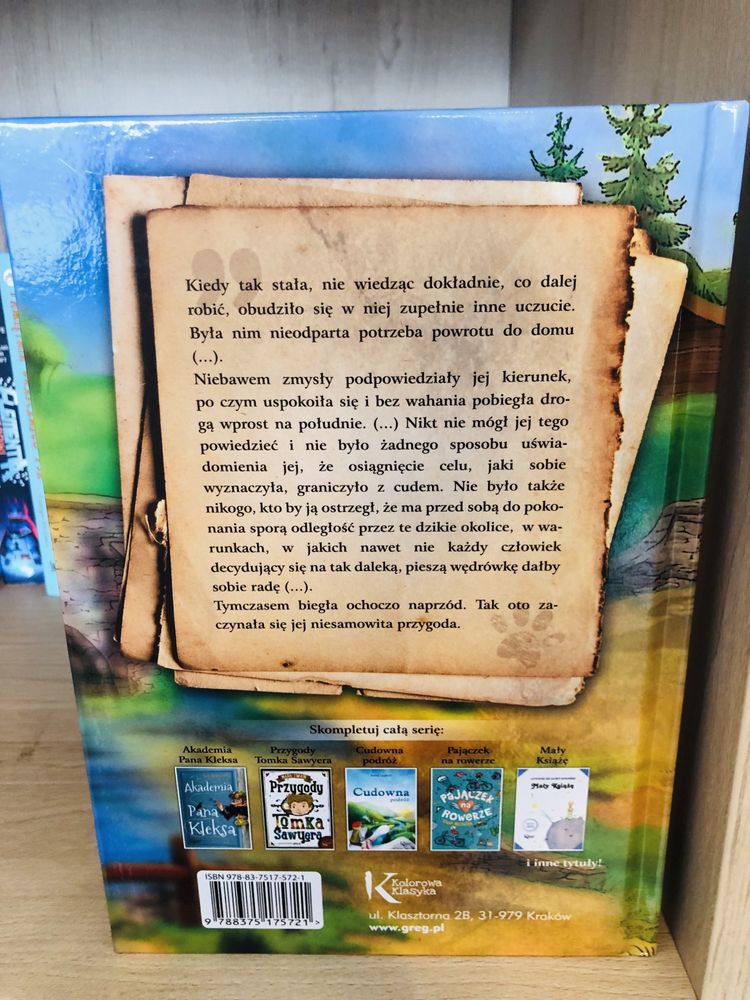 Kiedy tak stała, nie wiedząc dokładnie, co dalej
robić, obudziło się w niej zupełnie inne uczucie.
Była nim nieodparta potrzeba powrotu do domu
(...).
Niebawem zmysły podpowiedziały jej kierunek,
po czym uspokoiła się i bez wahania pobiegła dro-
gą wprost na południe. (...) Nikt nie mógł jej tego
powiedzieć i nie było żadnego sposobu uświa-
domienia jej, że osiągnięcie celu, jaki sobie
wyznaczyła, graniczyło z cudem. Nie było także
nikogo, kto by ją ostrzegł, że ma przed sobą do poko-
nania sporą odległość przez te dzikie okolice, w wa-
runkach, w jakich nawet nie każdy człowiek
decydujący się na tak daleką, pieszą wędrówkę dałby
sobie radę (...).
Tymczasem biegła ochoczo naprzód. Tak oto za-
czynała się jej niesamowita przygoda.
Skompletuj całą serię:
Akademia
Pana Kleksa
Przygody
Tomka Sawyera
Cudowna
podróż
Pajączek
na rowerze
Mały
Książę
Akademia
Pana
Kleksa
Przygody
Tomka
Sawyera
Cudowna
podróż
Pajączek
na
Rowerze
Mały Książę
i inne tytuły!
ISBN 978-83-7517-572-1
9 788375 175721 >
Kolorowa
Klasyka
ul. Klasztorna 2B, 31-979 Kraków
www.greg.pl